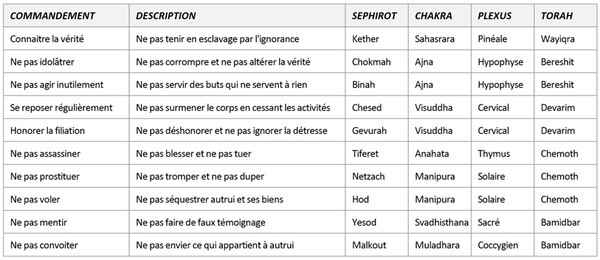 COMMANDEMENT DESCRIPTION SEPHIROT CHAKRA PLEXUS TORAH
Connaitre la vérité Ne pas tenir en esclavage par l'ignorance Kether Sahasrara Pinéale Wayiqra
Ne pas idolâtrer Ne pas corrompre et ne pas altérer la vérité Chokmah Ajna Hypophyse Bereshit
Ne pas agir inutilement Ne pas servir des buts qui ne servent à rien Binah Ajna Hypophyse Bereshit
Se reposer régulièrement Ne pas surmener le corps en cessant les activités Chesed Visuddha Cervical Devarim
Honorer la filiation Ne pas déshonorer et ne pas ignorer la détresse Gevurah Visuddha Cervical Devarim
Ne pas assassiner Ne pas blesser et ne pas tuer Tiferet Anahata Thymus Chemoth
Ne pas prostituer Ne pas tromper et ne pas duper Netzach Manipura Solaire Chemoth
Ne pas voler Ne pas séquestrer autrui et ses biens Hod Manipura Solaire Chemoth
Ne pas mentir Ne pas faire de faux témoignage Yesod Svadhisthana Sacré Bamidbar
Ne pas convoiter Ne pas envier ce qui appartient à autrui Malkout Muladhara Coccygien Bamidbar